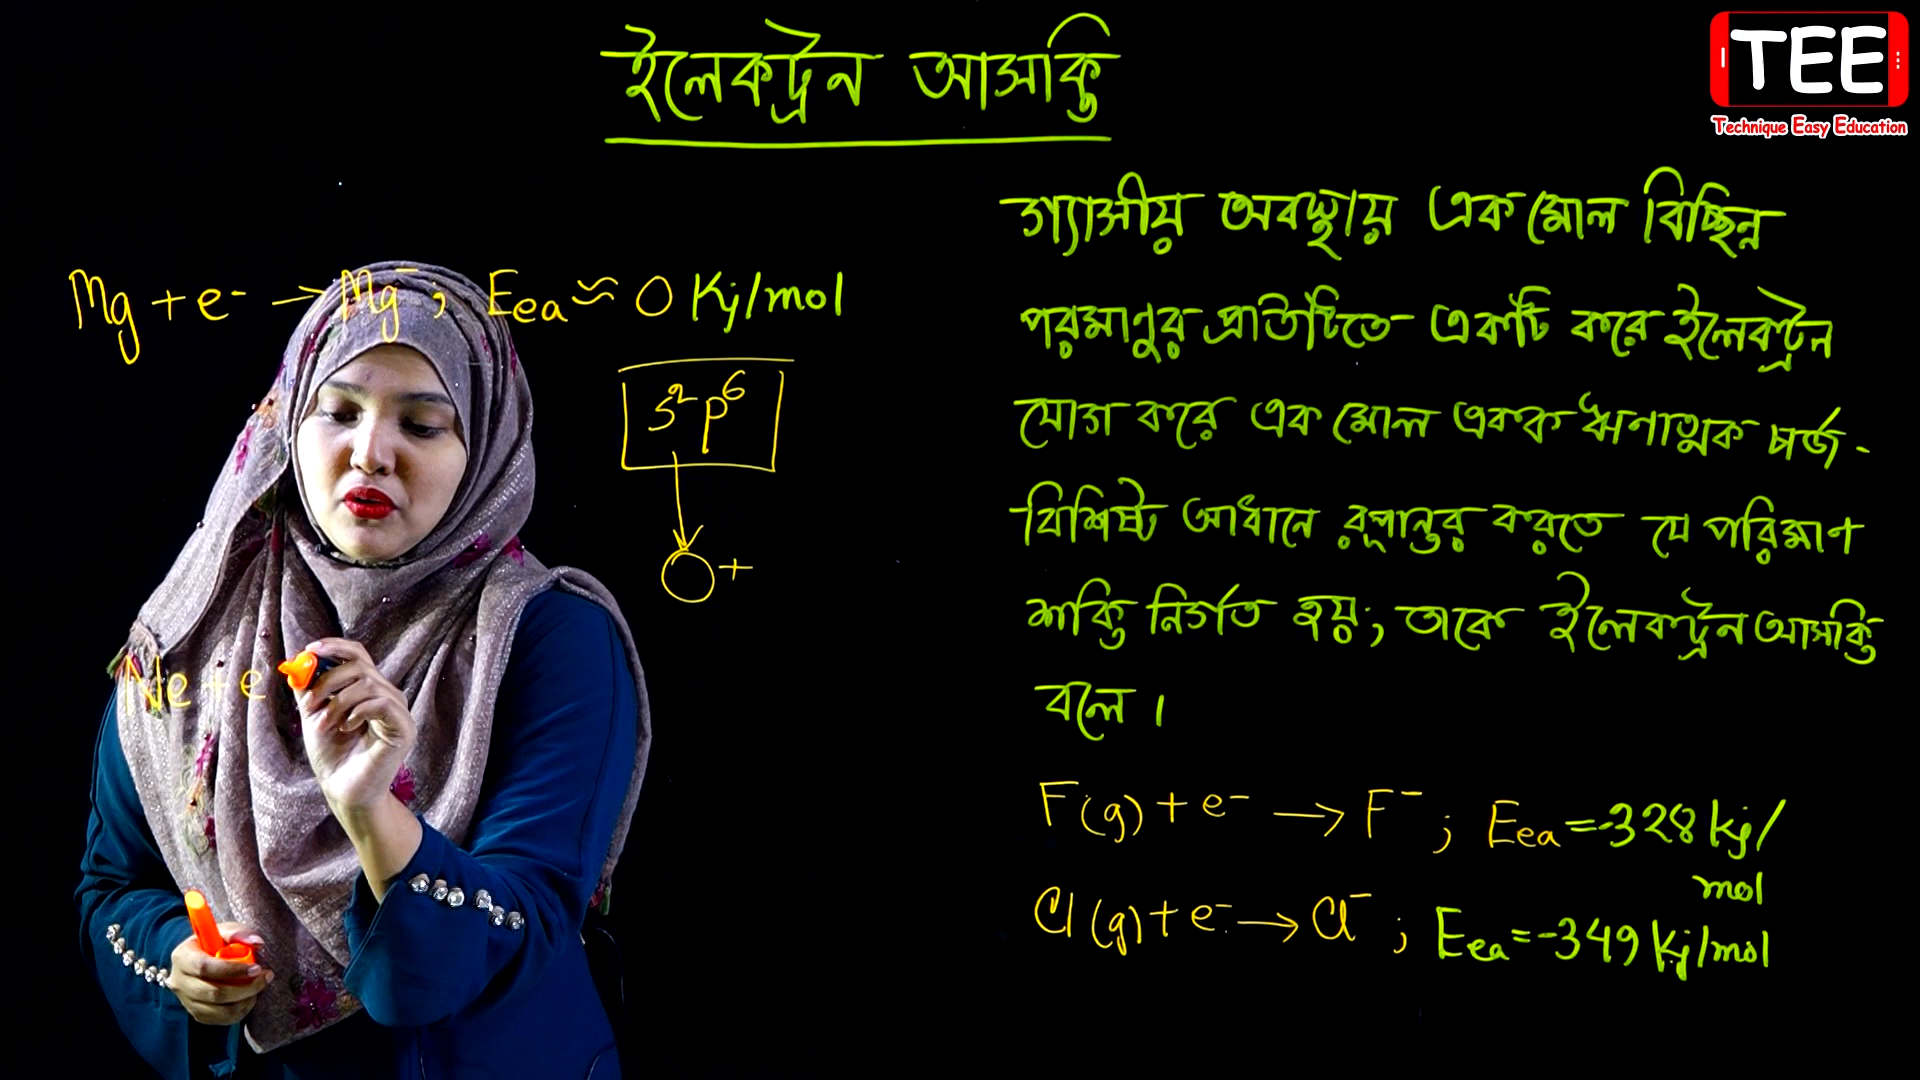 ইলেকট্রন আসক্তি
TEE
Technique Easy Education
গ্যাসীয় অবস্থায় এক মোল বিচ্ছিন্ন
পরমাণুর প্রতিটিতে একটি করে ইলেকট্রন
যোগ করে এক মোল একক ঋণাত্মক চার্জ-
বিশিষ্ট আধানে রূপান্তর করতে যে পরিমাণ
শক্তি নির্গত হয়; তাকে ইলেকট্রন আসক্তি
বলে।
F(g) + e⁻ → F⁻ ; Eea = -328 kj/
mol
Cl(g) + e⁻ → Cl⁻ ; Eea = -349 Kj/mol
Mg + e⁻ → Mg⁻ ; Eea ≈ 0 Kj/mol
s² p⁶
+
Ne + e